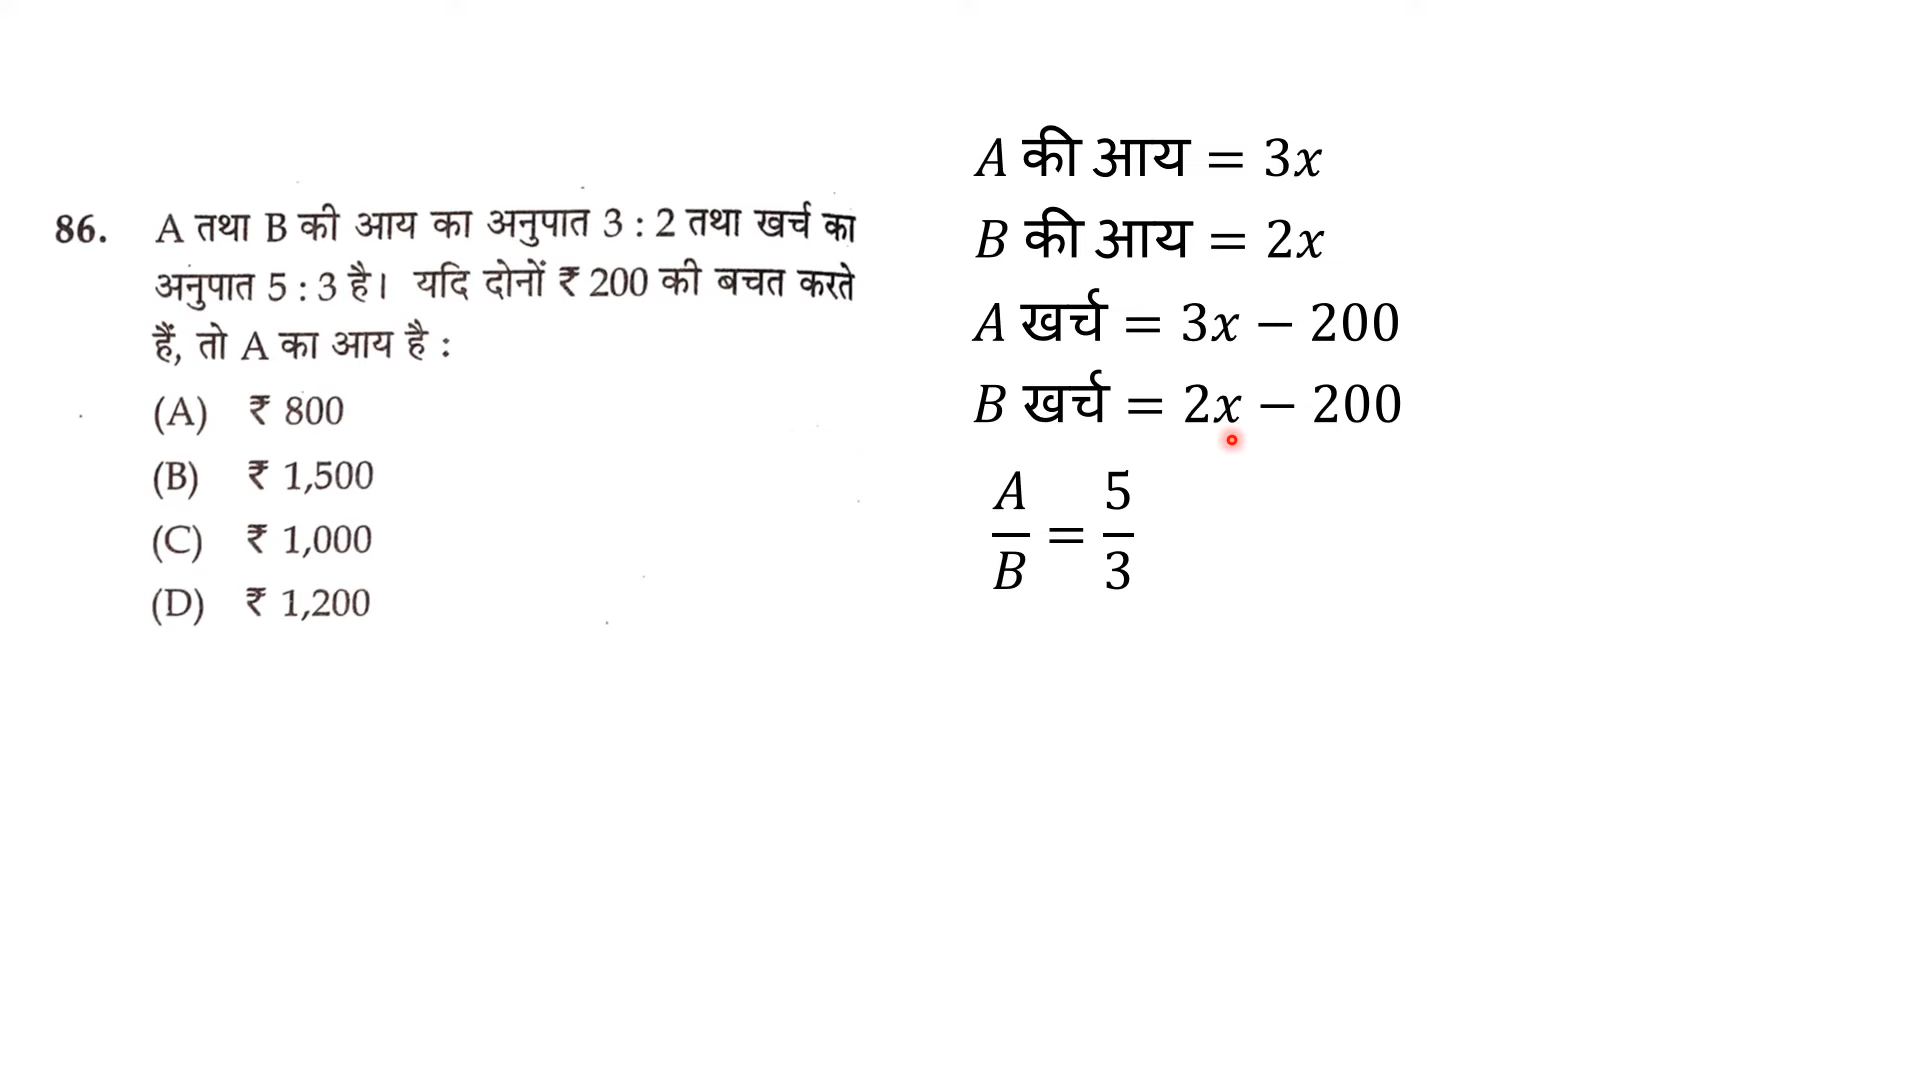 86. A तथा B की आय का अनुपात 3 : 2 तथा खर्च का
अनुपात 5 : 3 है। यदि दोनों ₹ 200 की बचत करते
हैं, तो A का आय है :
(A) ₹ 800
(B) ₹ 1,500
(C) ₹ 1,000
(D) ₹ 1,200
A की आय = 3x
B की आय = 2x
A खर्च = 3x − 200
B खर्च = 2x − 200
A/B = 5/3